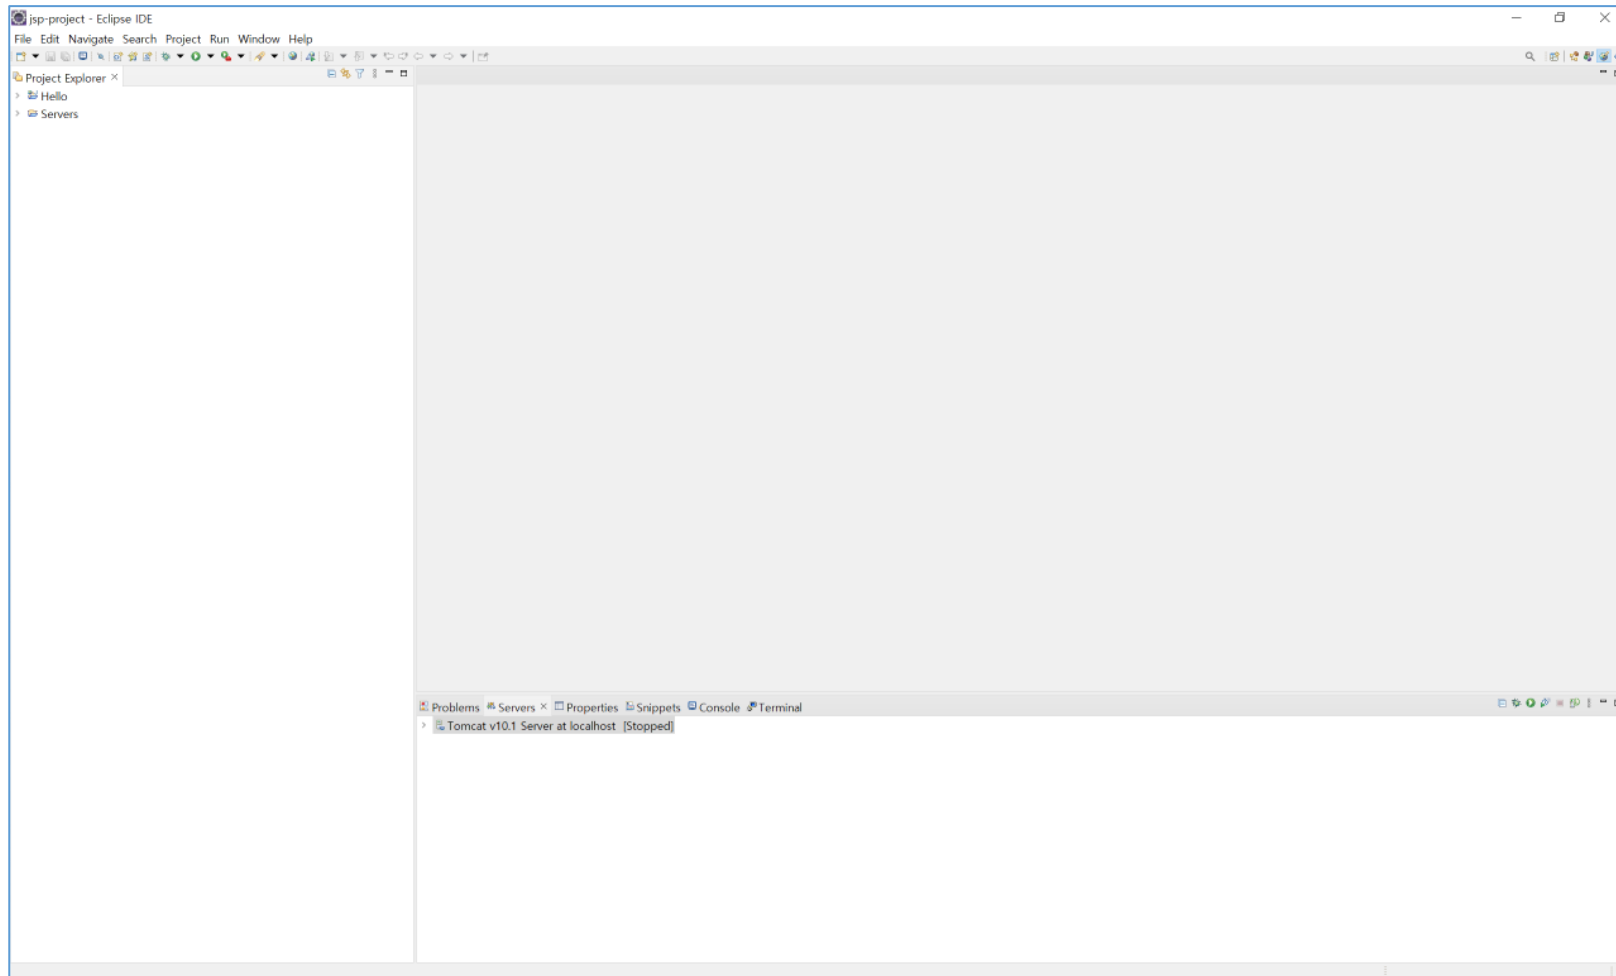 jsp-project - Eclipse IDE
File Edit Navigate Search Project Run Window Help
Project Explorer
Hello
Servers
Problems Servers Properties Snippets Console Terminal
Tomcat v10.1 Server at localhost [Stopped]